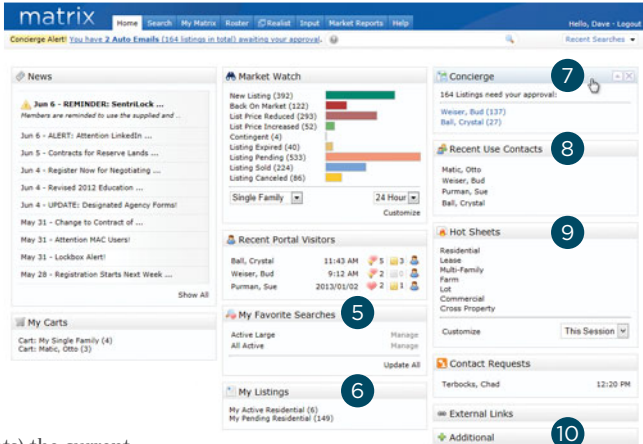 matrix
Home Search My Matrix Roster Realist Input Market Reports Help
Hello, Dave - Logout
Concierge Alert! You have 2 Auto Emails (164 listings in total) awaiting your approval.
Recent Searches
News
Jun 6 - REMINDER: SentriLock ...
Members are reminded to use the supplied and ..
Jun 6 - ALERT: Attention LinkedIn ...
Jun 5 - Contracts for Reserve Lands ...
Jun 4 - Register Now for Negotiating ...
Jun 4 - Revised 2012 Education ...
Jun 4 - UPDATE: Designated Agency Forms!
May 31 - Change to Contract of ...
May 31 - Attention MAC Users!
May 31 - Lockbox Alert!
May 28 - Registration Starts Next Week ...
Show All
My Carts
Cart: My Single Family (4)
Cart: Matic, Otto (3)
Market Watch
New Listing (392)
Back On Market (122)
List Price Reduced (293)
List Price Increased (52)
Contingent (4)
Listing Expired (40)
Listing Pending (533)
Listing Sold (224)
Listing Canceled (86)
Single Family 24 Hour
Customize
Recent Portal Visitors
Ball, Crystal 11:43 AM 5 3
Weiser, Bud 9:12 AM 2 0
Purman, Sue 2013/01/02 2 1
My Favorite Searches 5
Active Large Manage
All Active Manage
Update All
My Listings 6
My Active Residential (6)
My Pending Residential (149)
Concierge 7
164 Listings need your approval:
Weiser, Bud (137)
Ball, Crystal (27)
Recent Use Contacts 8
Matic, Otto
Weiser, Bud
Purman, Sue
Ball, Crystal
Hot Sheets 9
Residential
Lease
Multi-Family
Farm
Lot
Commercial
Cross Property
Customize This Session
Contact Requests
Terbocks, Chad 12:20 PM
External Links
Additional 10
the current